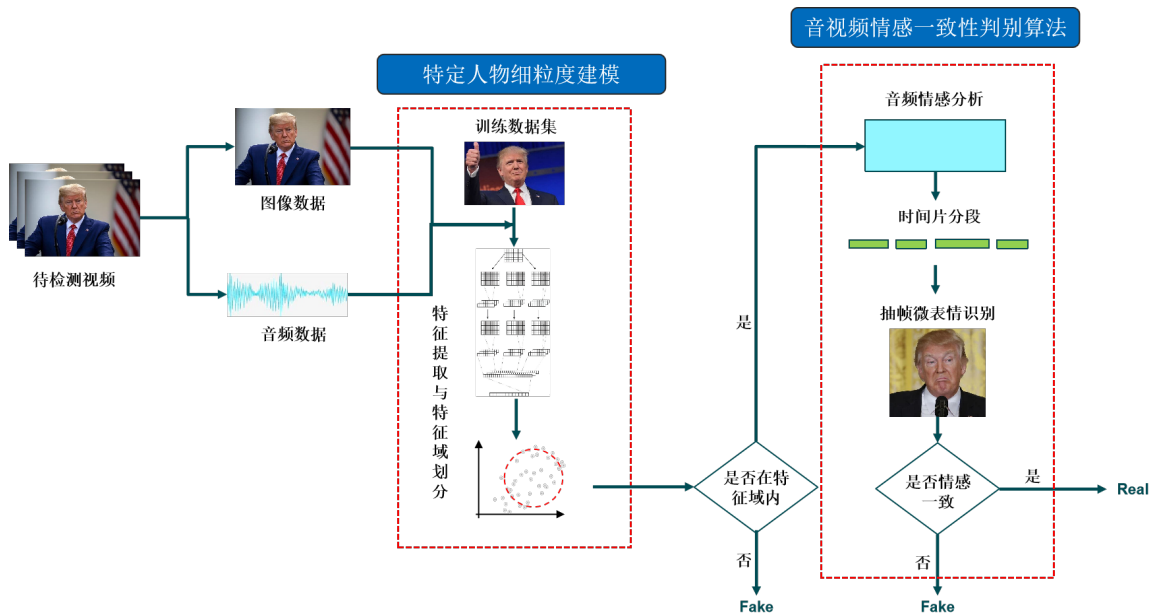 音视频情感一致性判别算法
特定人物细粒度建模
音频情感分析
训练数据集
图像数据
时间片分段
待检测视频
抽帧微表情识别
音频数据
特征提取与特征域划分
是
是否在特
征域内
是否情感
一致
是
Real
否
否
Fake
Fake